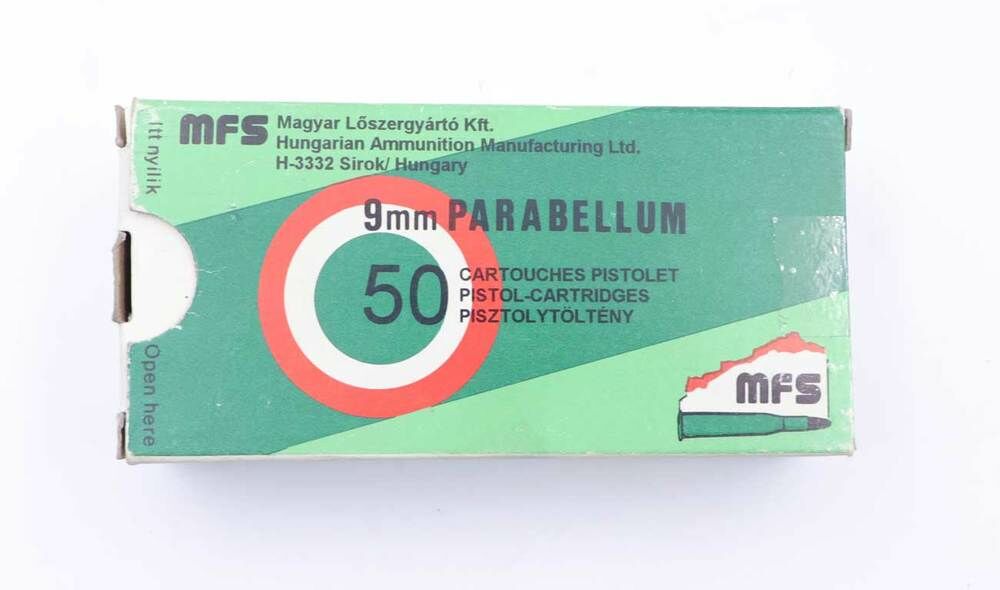 Itt nyílik
MFS
Magyar Lőszergyártó Kft.
Hungarian Ammunition Manufacturing Ltd.
H-3332 Sirok/ Hungary
9mm PARABELLUM
50
CARTOUCHES PISTOLET
PISTOL-CARTRIDGES
PISZTOLYTÖLTÉNY
Open here
MFS